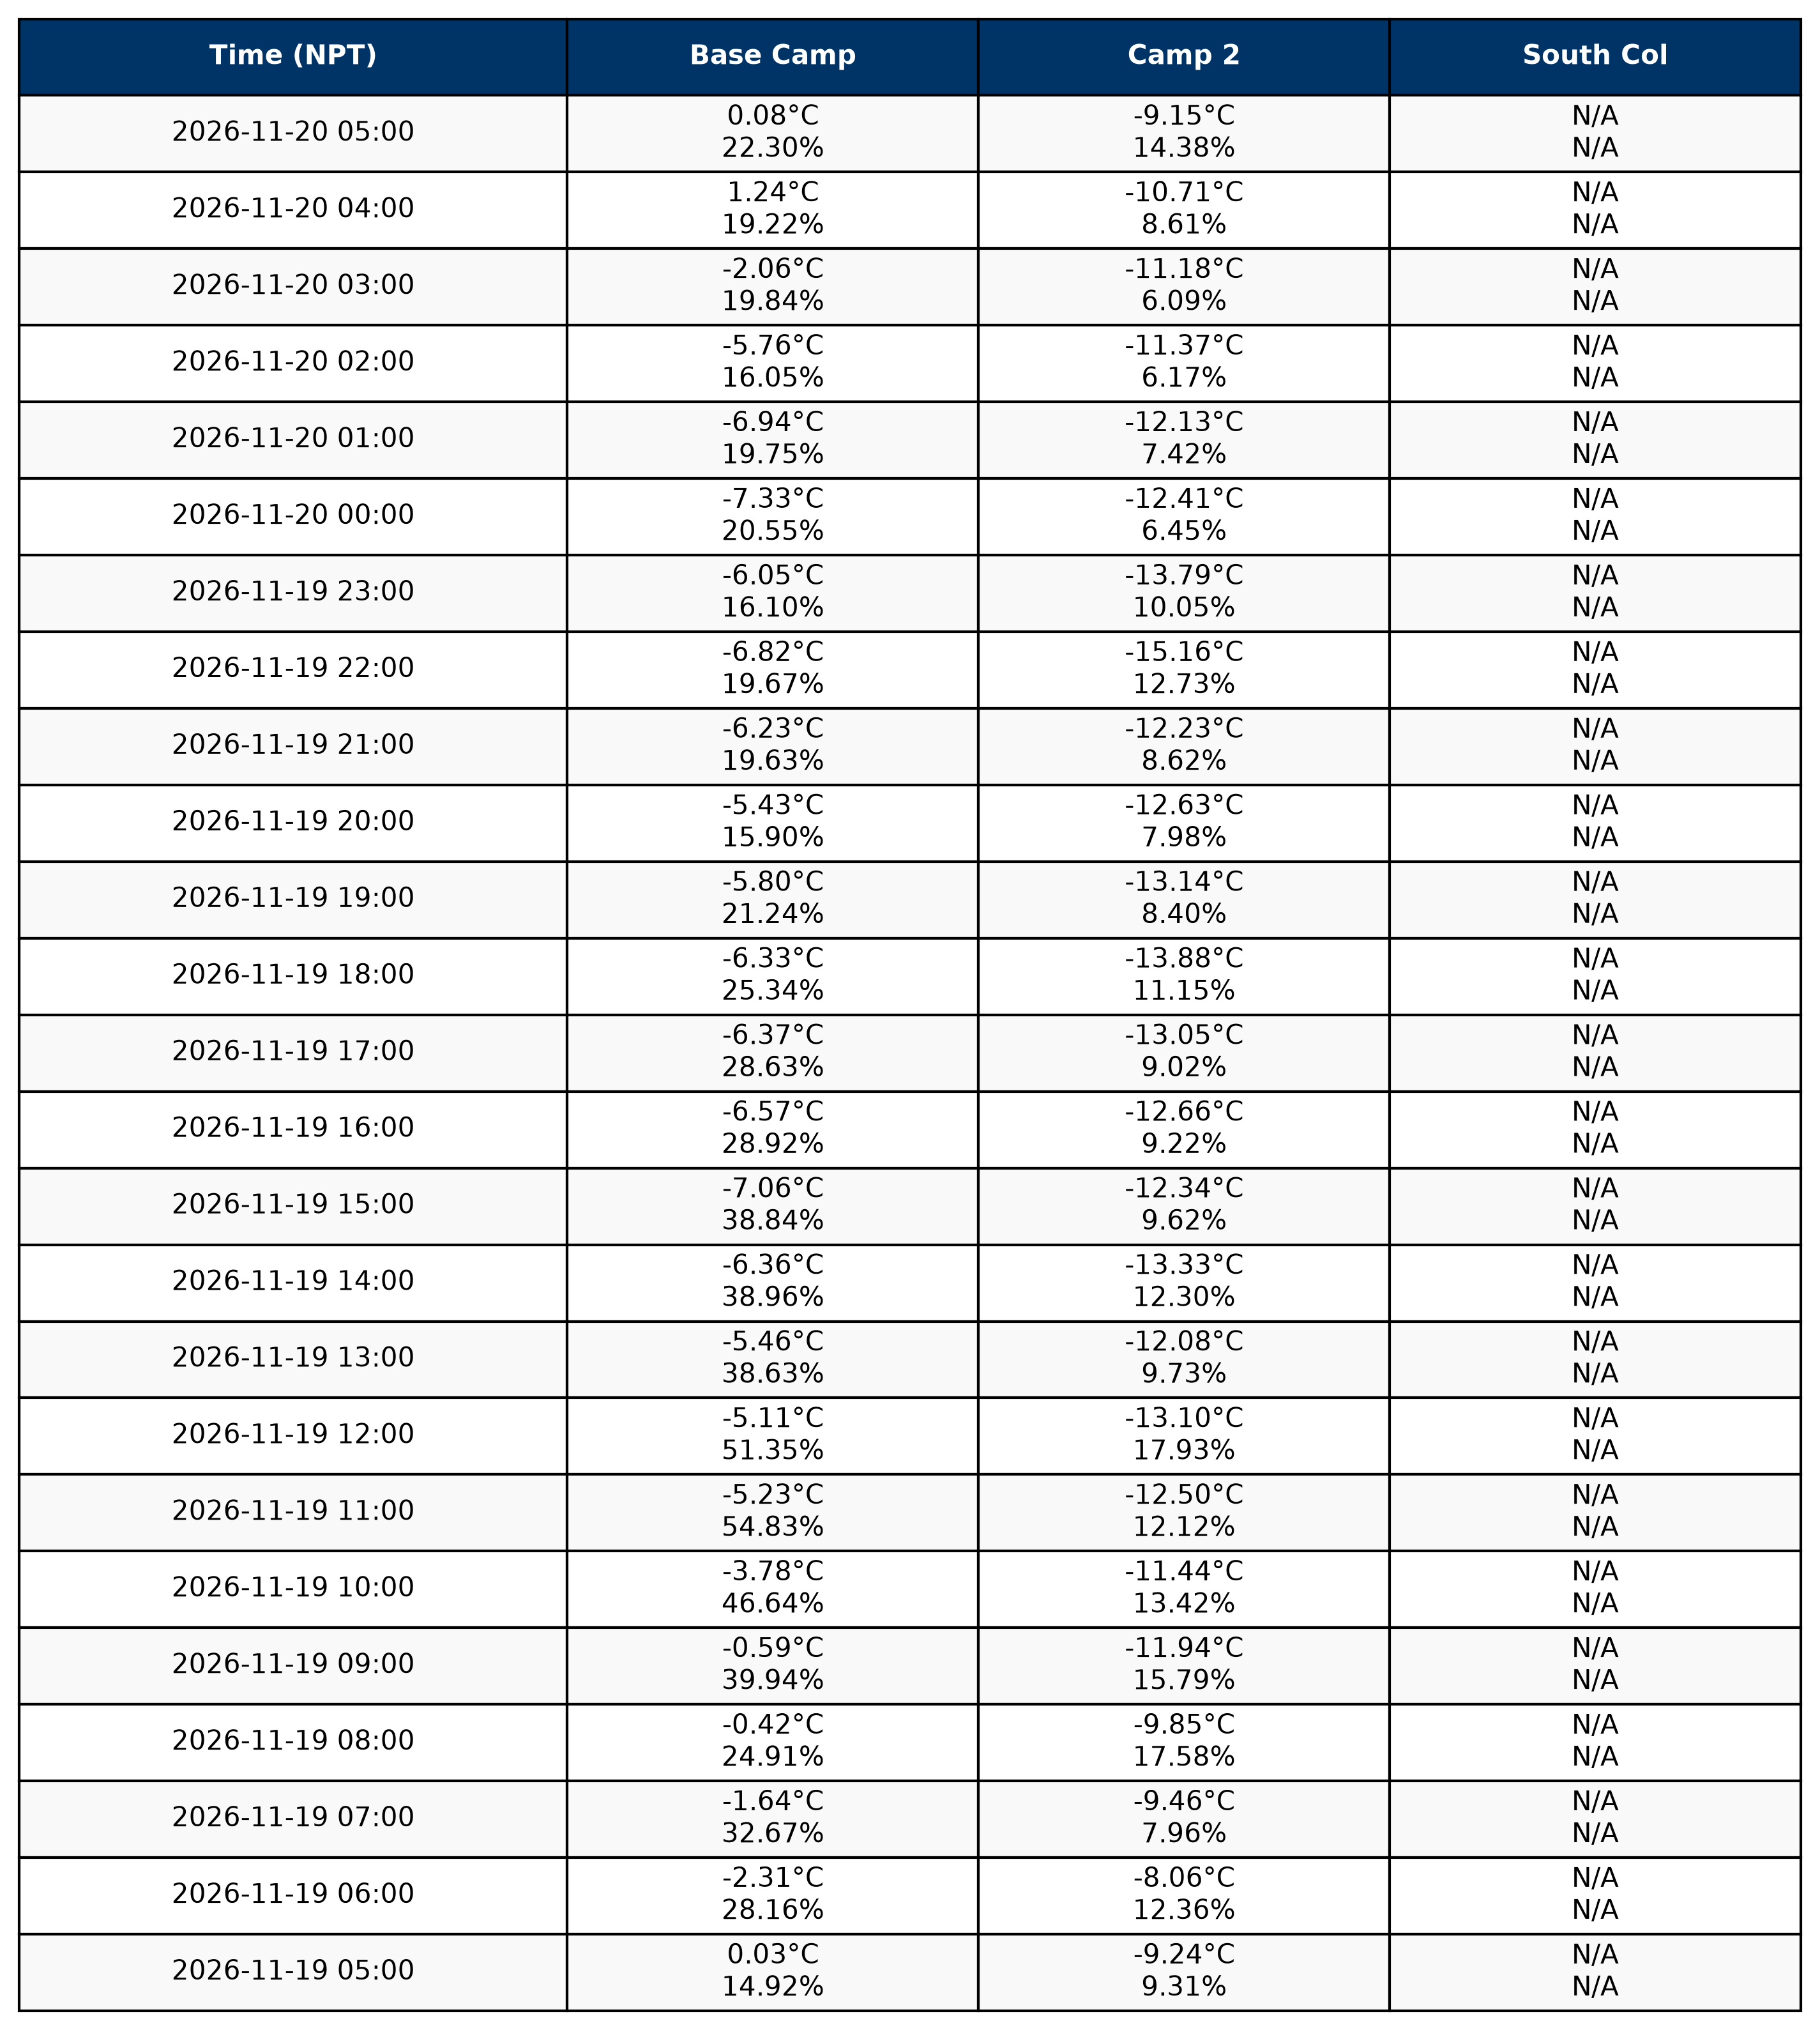 Time (NPT) Base Camp Camp 2 South Col
2026-11-20 05:00 0.08°C -9.15°C N/A
22.30% 14.38% N/A
2026-11-20 04:00 1.24°C -10.71°C N/A
19.22% 8.61% N/A
2026-11-20 03:00 -2.06°C -11.18°C N/A
19.84% 6.09% N/A
2026-11-20 02:00 -5.76°C -11.37°C N/A
16.05% 6.17% N/A
2026-11-20 01:00 -6.94°C -12.13°C N/A
19.75% 7.42% N/A
2026-11-20 00:00 -7.33°C -12.41°C N/A
20.55% 6.45% N/A
2026-11-19 23:00 -6.05°C -13.79°C N/A
16.10% 10.05% N/A
2026-11-19 22:00 -6.82°C -15.16°C N/A
19.67% 12.73% N/A
2026-11-19 21:00 -6.23°C -12.23°C N/A
19.63% 8.62% N/A
2026-11-19 20:00 -5.43°C -12.63°C N/A
15.90% 7.98% N/A
2026-11-19 19:00 -5.80°C -13.14°C N/A
21.24% 8.40% N/A
2026-11-19 18:00 -6.33°C -13.88°C N/A
25.34% 11.15% N/A
2026-11-19 17:00 -6.37°C -13.05°C N/A
28.63% 9.02% N/A
2026-11-19 16:00 -6.57°C -12.66°C N/A
28.92% 9.22% N/A
2026-11-19 15:00 -7.06°C -12.34°C N/A
38.84% 9.62% N/A
2026-11-19 14:00 -6.36°C -13.33°C N/A
38.96% 12.30% N/A
2026-11-19 13:00 -5.46°C -12.08°C N/A
38.63% 9.73% N/A
2026-11-19 12:00 -5.11°C -13.10°C N/A
51.35% 17.93% N/A
2026-11-19 11:00 -5.23°C -12.50°C N/A
54.83% 12.12% N/A
2026-11-19 10:00 -3.78°C -11.44°C N/A
46.64% 13.42% N/A
2026-11-19 09:00 -0.59°C -11.94°C N/A
39.94% 15.79% N/A
2026-11-19 08:00 -0.42°C -9.85°C N/A
24.91% 17.58% N/A
2026-11-19 07:00 -1.64°C -9.46°C N/A
32.67% 7.96% N/A
2026-11-19 06:00 -2.31°C -8.06°C N/A
28.16% 12.36% N/A
2026-11-19 05:00 0.03°C -9.24°C N/A
14.92% 9.31% N/A